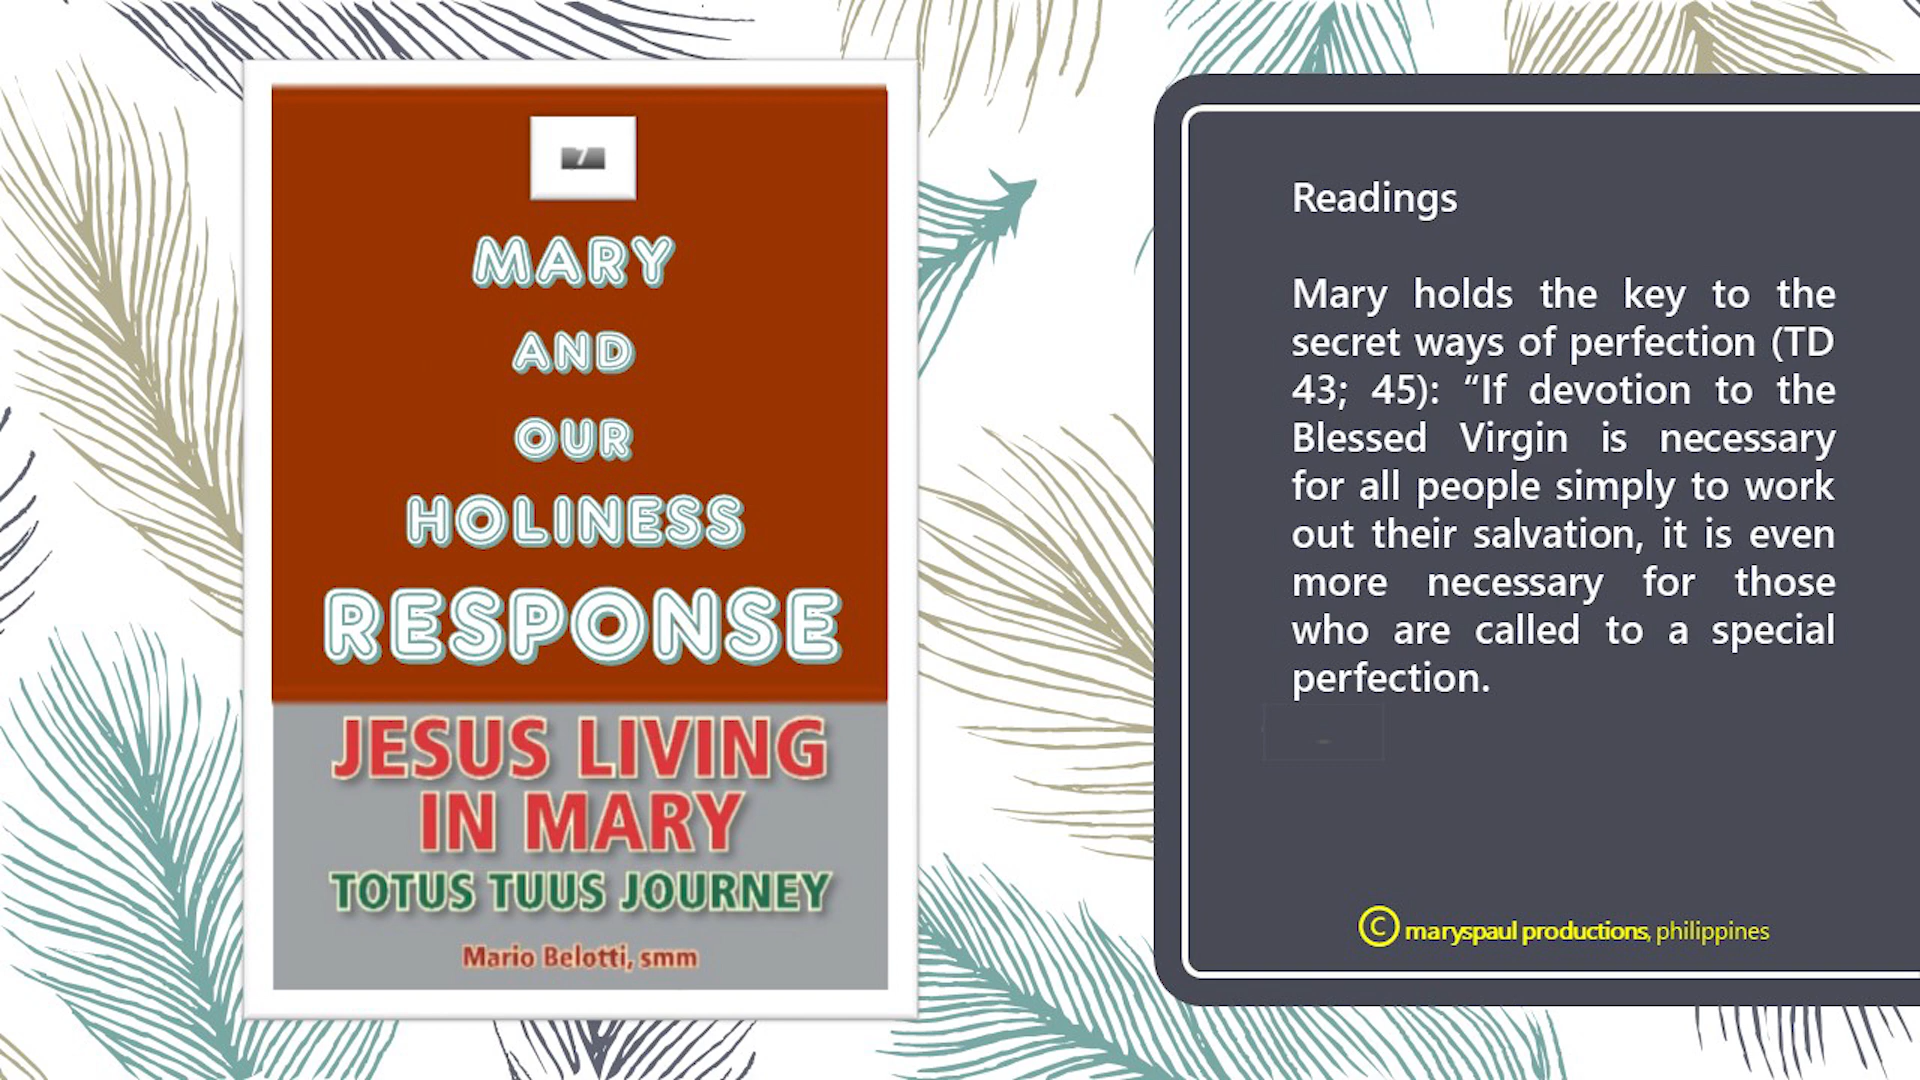 7
MARY
AND
OUR
HOLINESS
RESPONSE
JESUS LIVING
IN MARY
TOTUS TUUS JOURNEY
Mario Belotti, smm
Readings
Mary holds the key to the
secret ways of perfection (TD
43; 45): “If devotion to the
Blessed Virgin is necessary
for all people simply to work
out their salvation, it is even
more necessary for those
who are called to a special
perfection.
© maryspaul productions, philippines